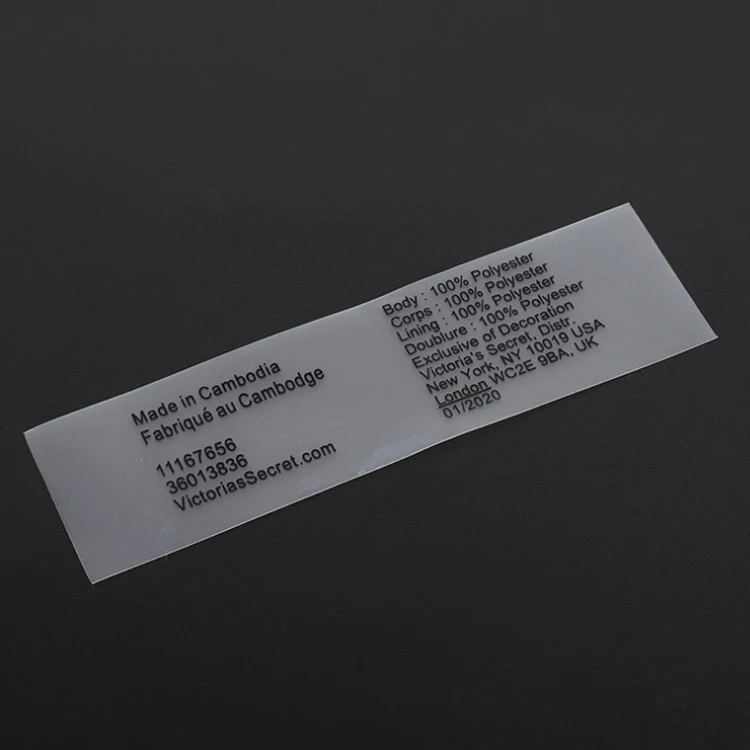 Made in Cambodia
Fabriqué au Cambodge
11167656
36013836
VictoriasSecret.com
Body : 100% Polyester
Corps : 100% Polyester
Lining : 100% Polyester
Doublure : 100% Polyester
Exclusive of Decoration
Victoria's Secret, Distr.
New York, NY 10019 USA
London WC2E 9BA, UK
01/2020